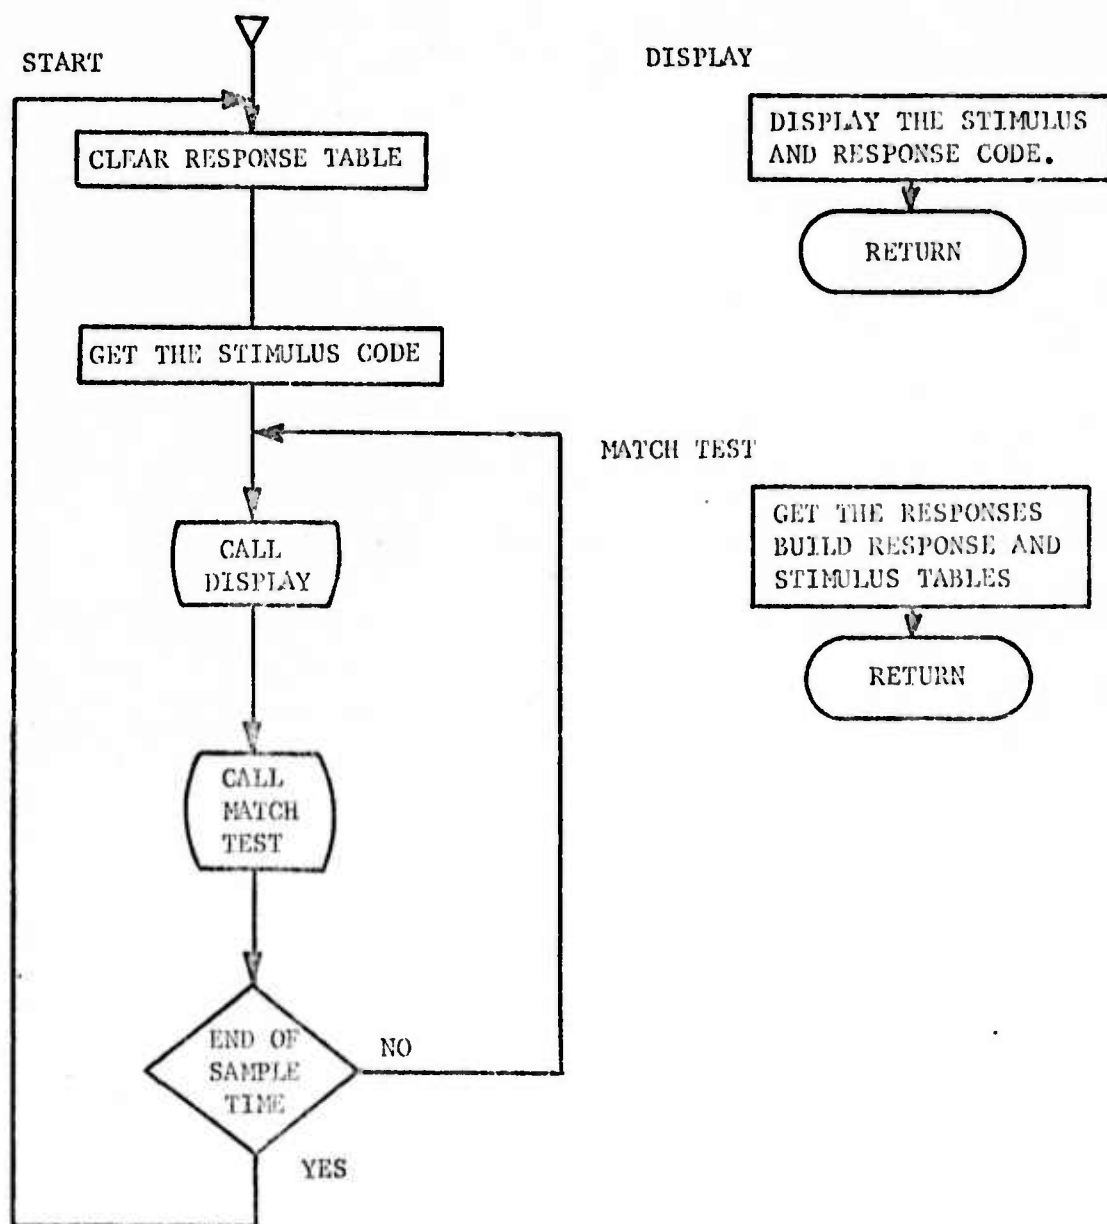 START
CLEAR RESPONSE TABLE
GET THE STIMULUS CODE
CALL
DISPLAY
CALL
MATCH
TEST
END OF
SAMPLE
TIME
NO
YES
DISPLAY
DISPLAY THE STIMULUS
AND RESPONSE CODE.
RETURN
MATCH TEST
GET THE RESPONSES
BUILD RESPONSE AND
STIMULUS TABLES
RETURN